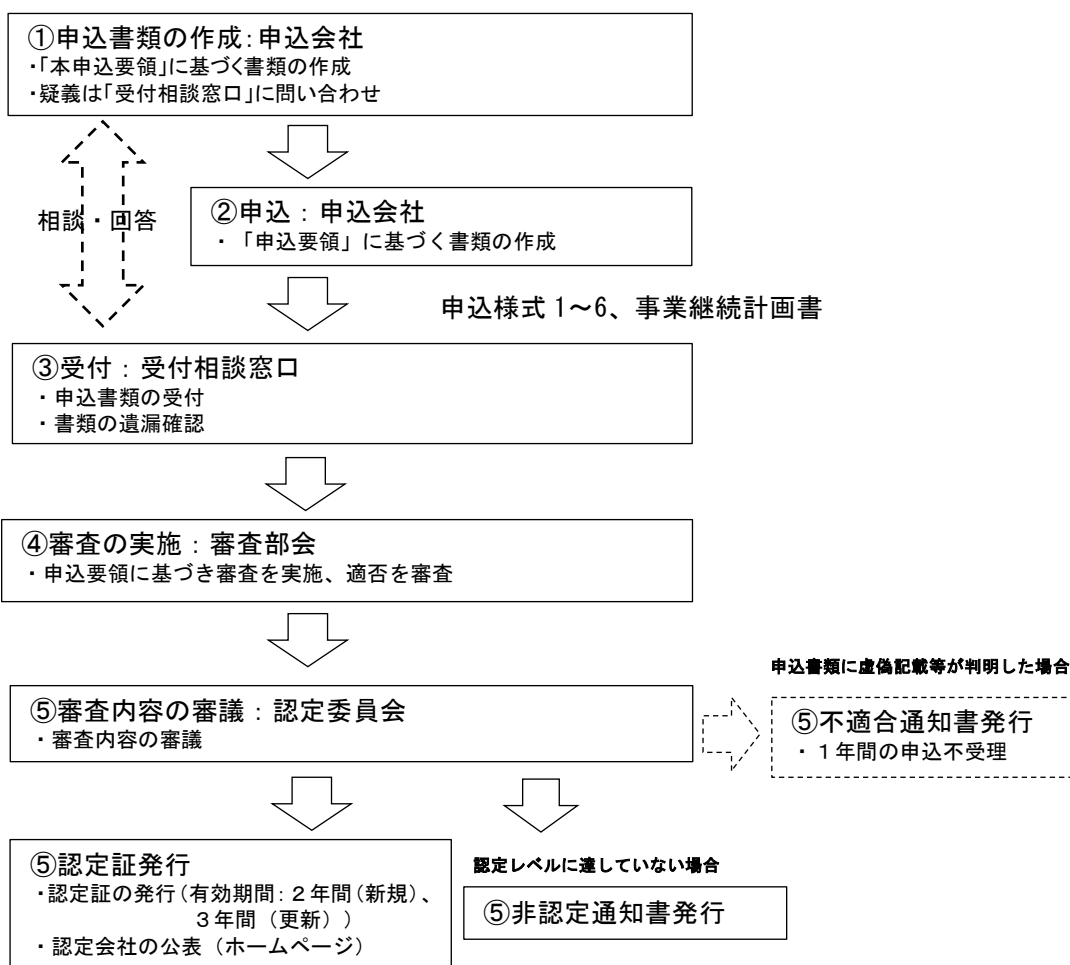 ①申込書類の作成：申込会社
・「本申込要領」に基づく書類の作成
・疑義は「受付相談窓口」に問い合わせ
相談・回答
②申込：申込会社
・「申込要領」に基づく書類の作成
申込様式 1～6、事業継続計画書
③受付：受付相談窓口
・申込書類の受付
・書類の遺漏確認
④審査の実施：審査部会
・申込要領に基づき審査を実施、適否を審査
⑤審査内容の審議：認定委員会
・審査内容の審議
申込書類に虚偽記載等が判明した場合
⑤不適合通知書発行
・１年間の申込不受理
⑤認定証発行
・認定証の発行（有効期間：２年間（新規）、
３年間（更新））
・認定会社の公表（ホームページ）
認定レベルに達していない場合
⑤非認定通知書発行